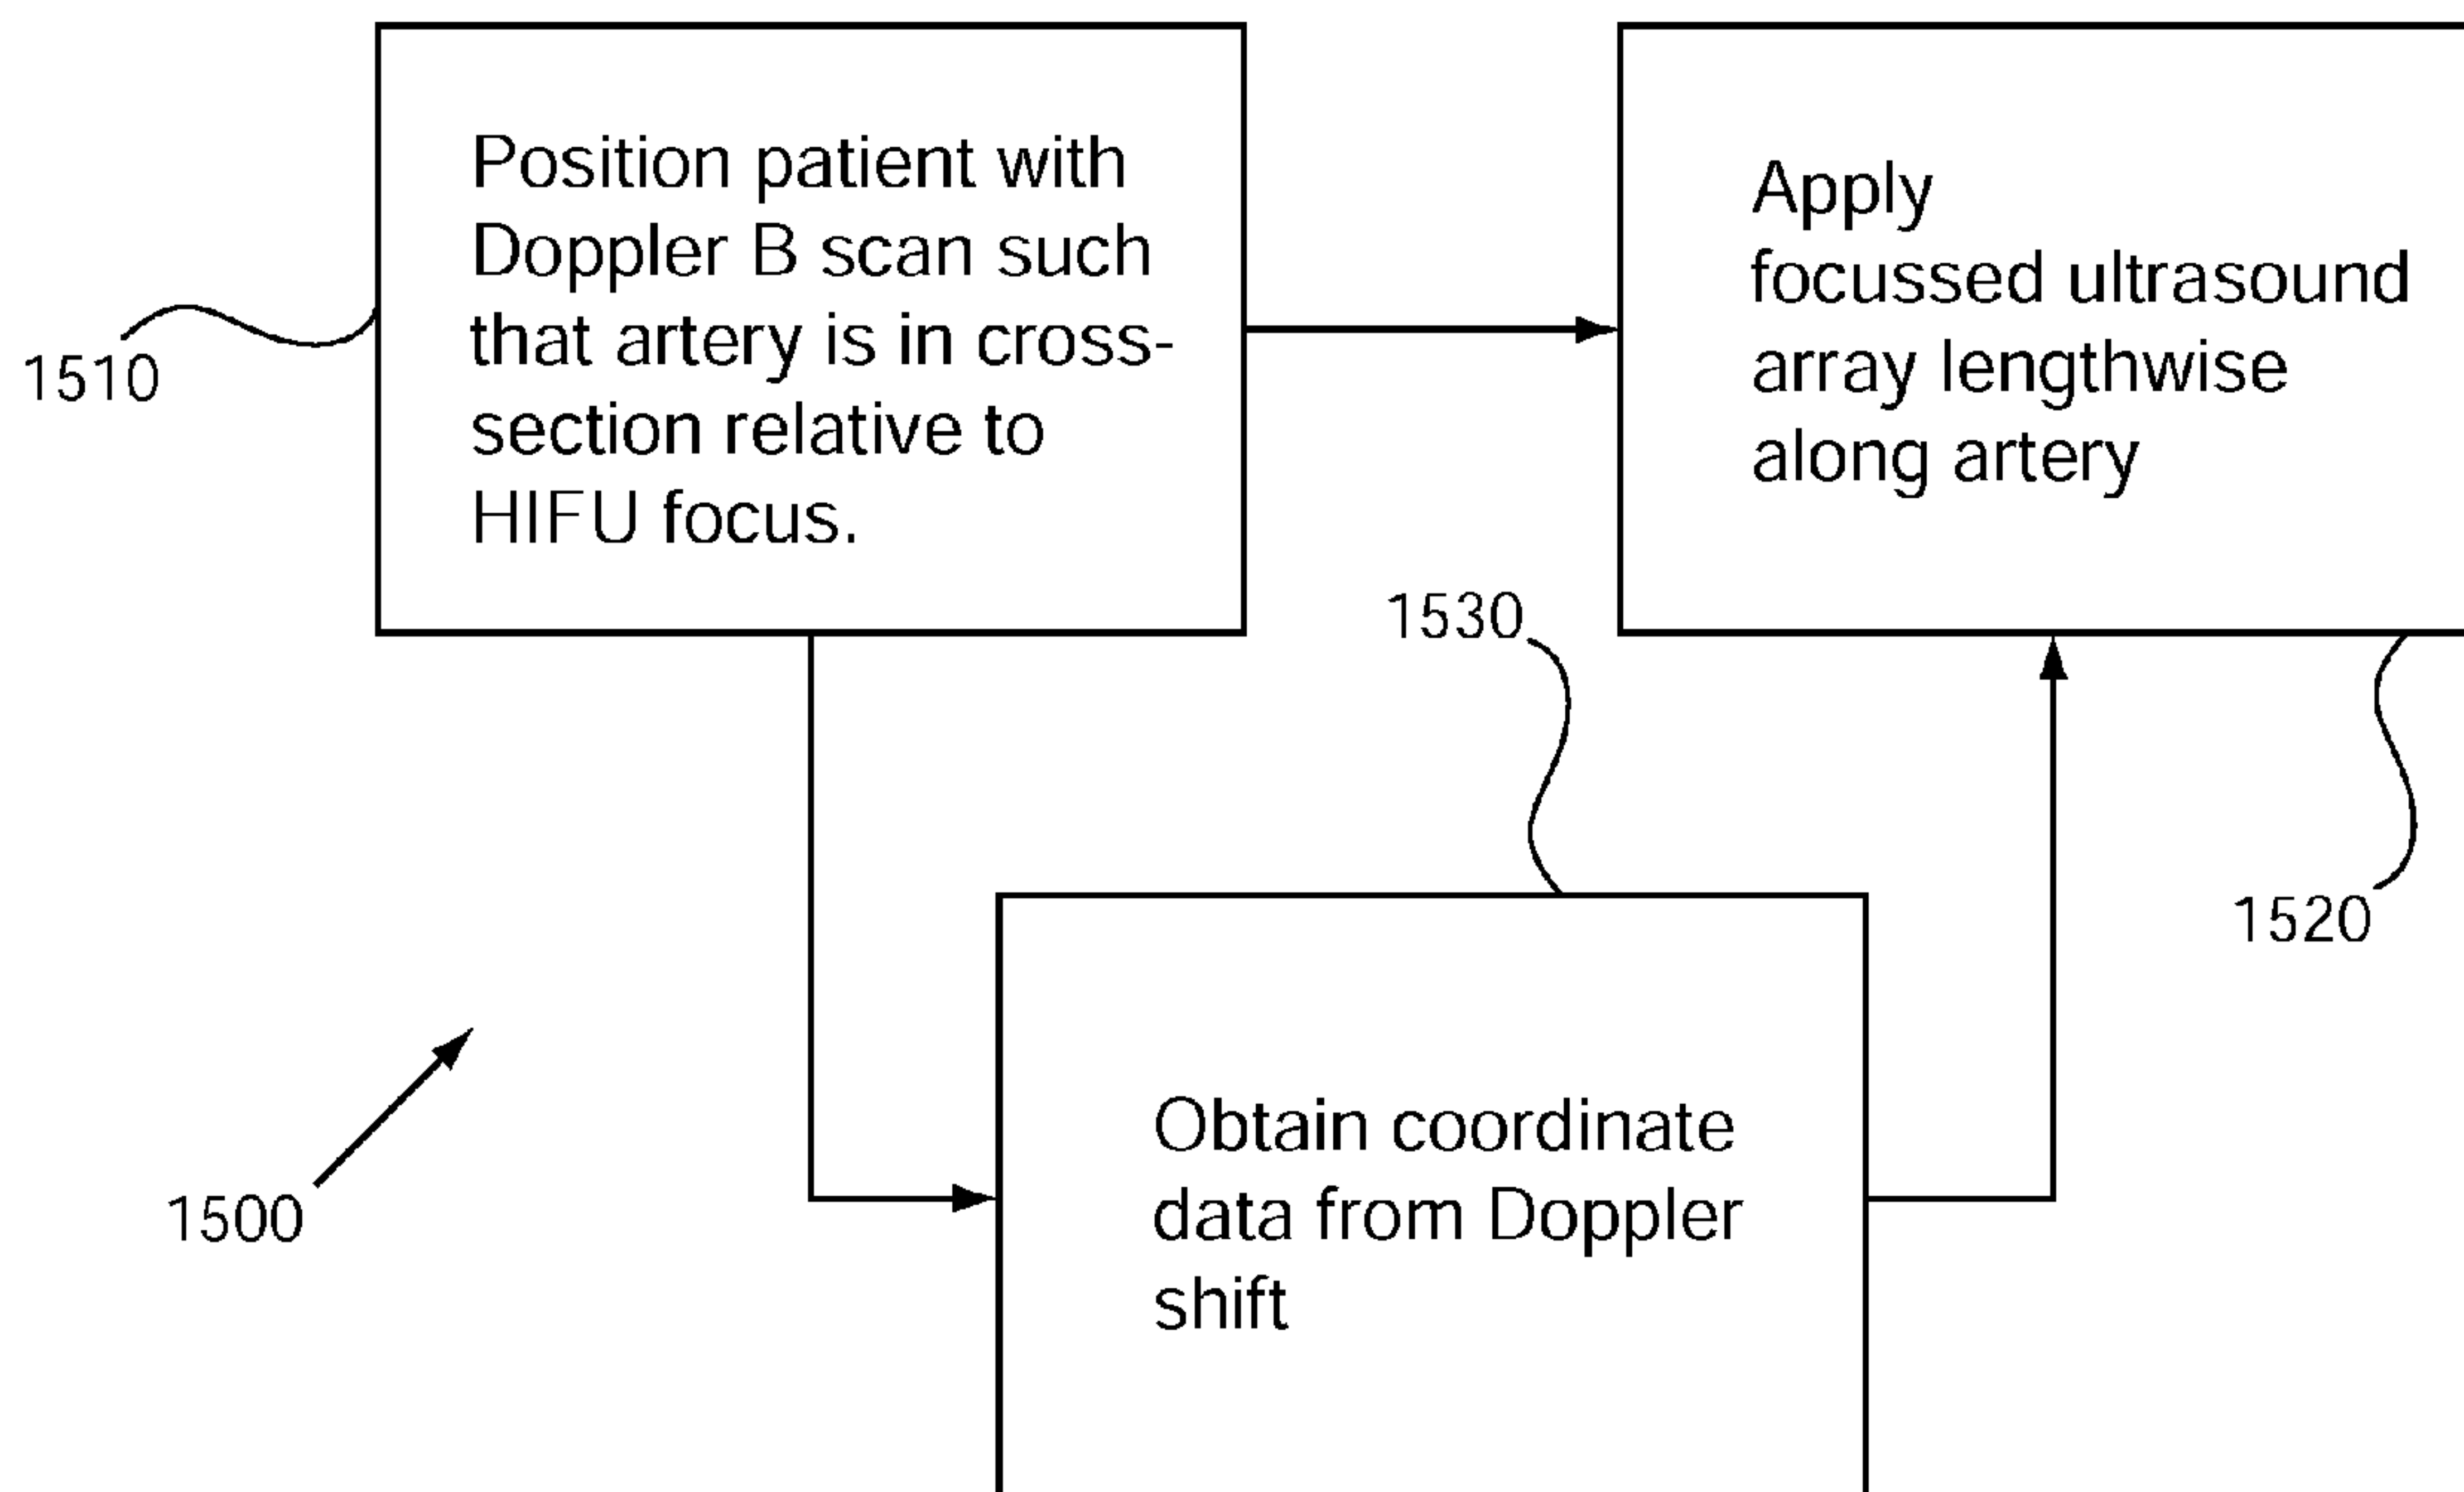 Position patient with
Doppler B scan such
that artery is in cross-
section relative to
HIFU focus.
1510
Apply
focussed ultrasound
array lengthwise
along artery
1530
1520
Obtain coordinate
data from Doppler
shift
1500